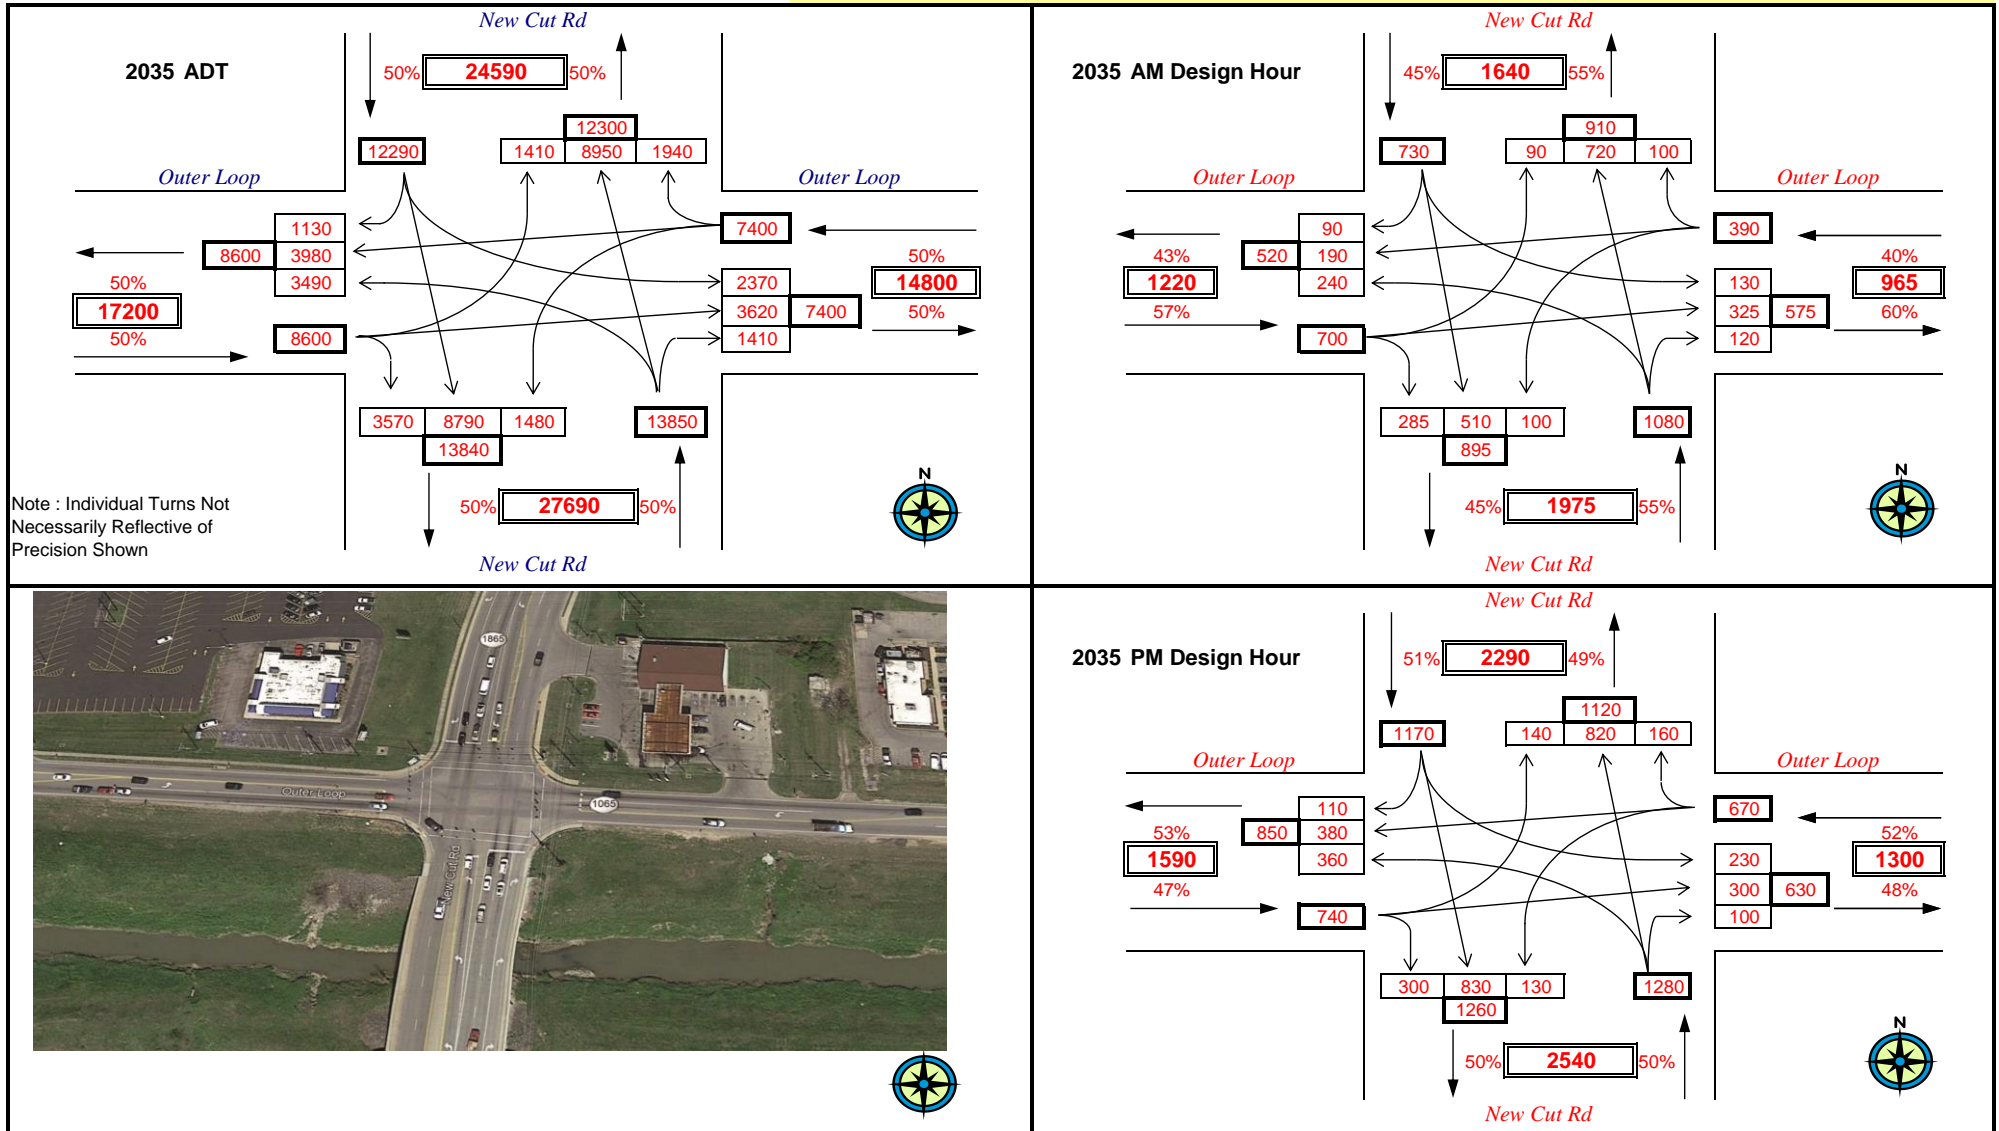 New Cut Rd
2035 ADT
50% 24590 50%
12300
12290 1410 8950 1940
Outer Loop Outer Loop
1130 7400
8600 3980 50%
50% 3490 2370 14800
17200 3620 7400 50%
50% 8600 1410
3570 8790 1480 13850
13840
50% 27690 50%
N
Note : Individual Turns Not
Necessarily Reflective of
Precision Shown
New Cut Rd
New Cut Rd
2035 AM Design Hour
45% 1640 55%
910
730 90 720 100
Outer Loop Outer Loop
90 390
43% 520 190 40%
1220 240 130 965
57% 325 575 60%
700 120
285 510 100 1080
895
45% 1975 55%
N
New Cut Rd
1865
Outer Loop
1065
New Cut Rd
New Cut Rd
2035 PM Design Hour
51% 2290 49%
1120
1170 140 820 160
Outer Loop Outer Loop
110 670
53% 850 380 52%
1590 360 230 1300
47% 300 630 48%
740 100
300 830 130 1280
1260
50% 2540 50%
N
New Cut Rd